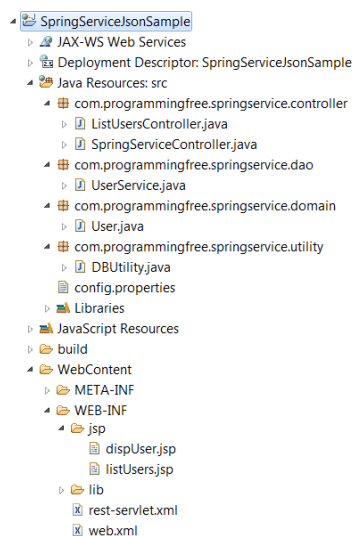 SpringServiceJsonSample
JAX-WS Web Services
Deployment Descriptor: SpringServiceJsonSample
Java Resources: src
com.programmingfree.springservice.controller
ListUsersController.java
SpringServiceController.java
com.programmingfree.springservice.dao
UserService.java
com.programmingfree.springservice.domain
User.java
com.programmingfree.springservice.utility
DBUtility.java
config.properties
Libraries
JavaScript Resources
build
WebContent
META-INF
WEB-INF
jsp
dispUser.jsp
listUsers.jsp
lib
rest-servlet.xml
web.xml